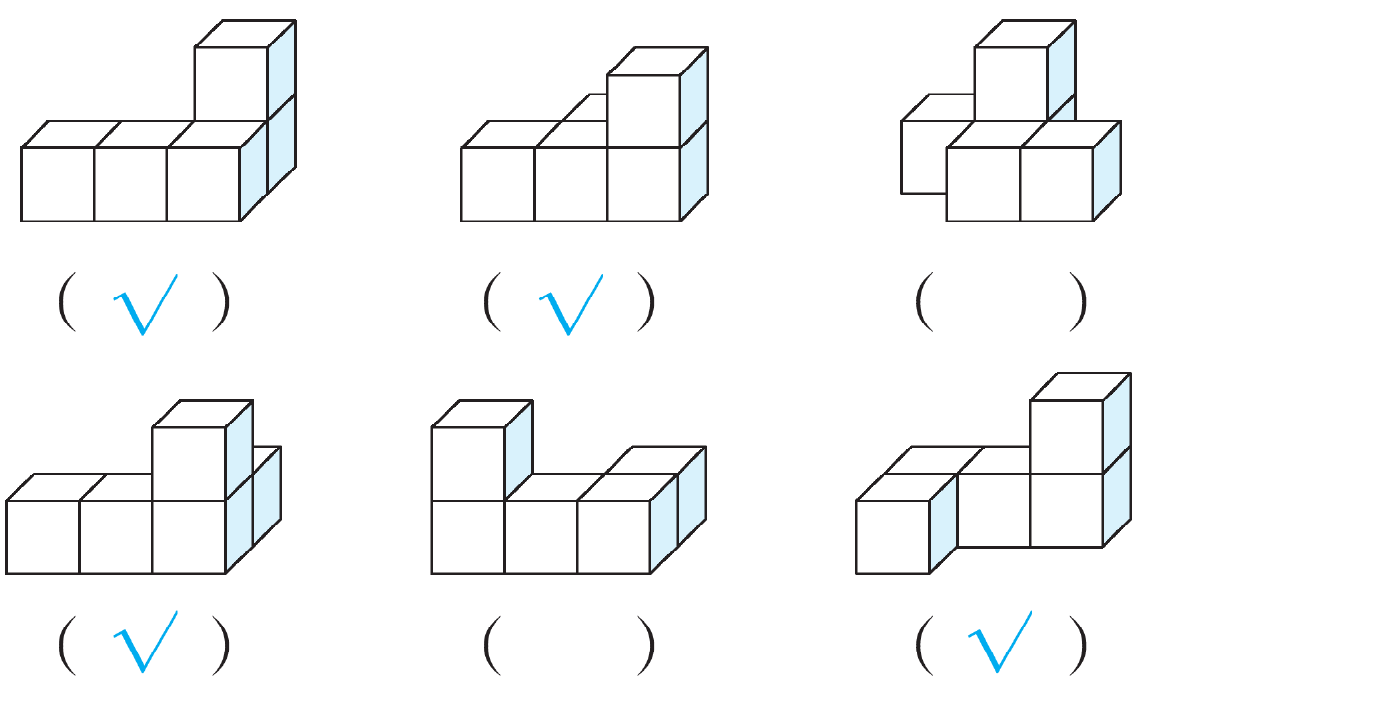 ( √ ) ( √ ) ( )
( √ ) ( ) ( √ )